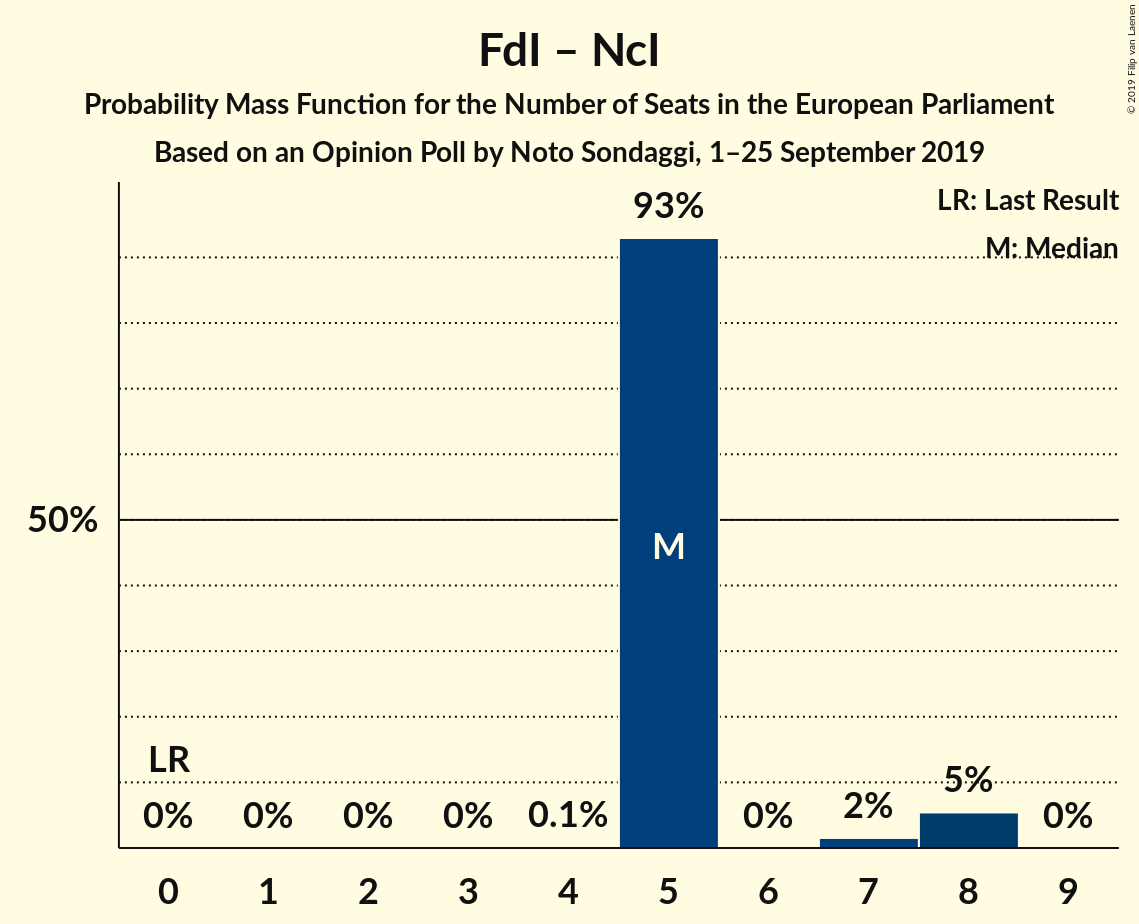 FdI – NcI
Probability Mass Function for the Number of Seats in the European Parliament
Based on an Opinion Poll by Noto Sondaggi, 1–25 September 2019
© 2019 Filip van Laenen
LR: Last Result
M: Median
93%
50%
M
LR
0% 0% 0% 0% 0.1% 0% 2% 5% 0%
0 1 2 3 4 5 6 7 8 9